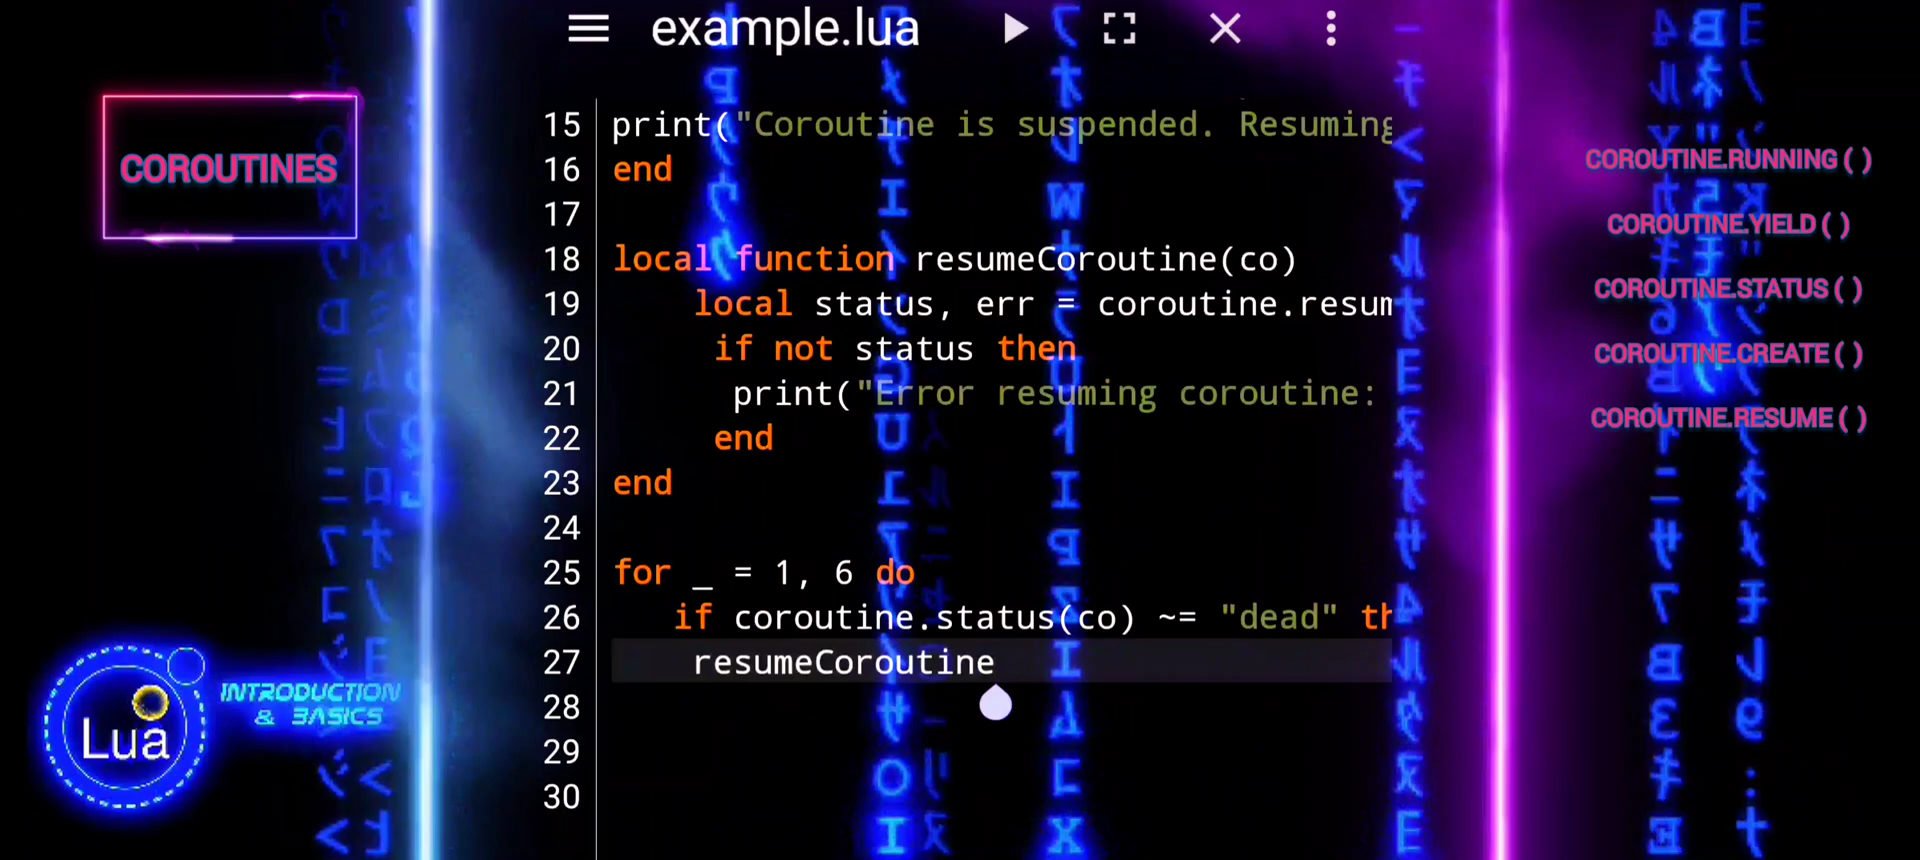 example.lua
COROUTINES
15 print("Coroutine is suspended. Resuming
16 end
17
18 local function resumeCoroutine(co)
19 local status, err = coroutine.resum
20 if not status then
21 print("Error resuming coroutine:
22 end
23 end
24
25 for _ = 1, 6 do
26 if coroutine.status(co) ~= "dead" th
27 resumeCoroutine
28
29
30
COROUTINE.RUNNING ( )
COROUTINE.YIELD ( )
COROUTINE.STATUS ( )
COROUTINE.CREATE ( )
COROUTINE.RESUME ( )
Lua
INTRODUCTION
& BASICS